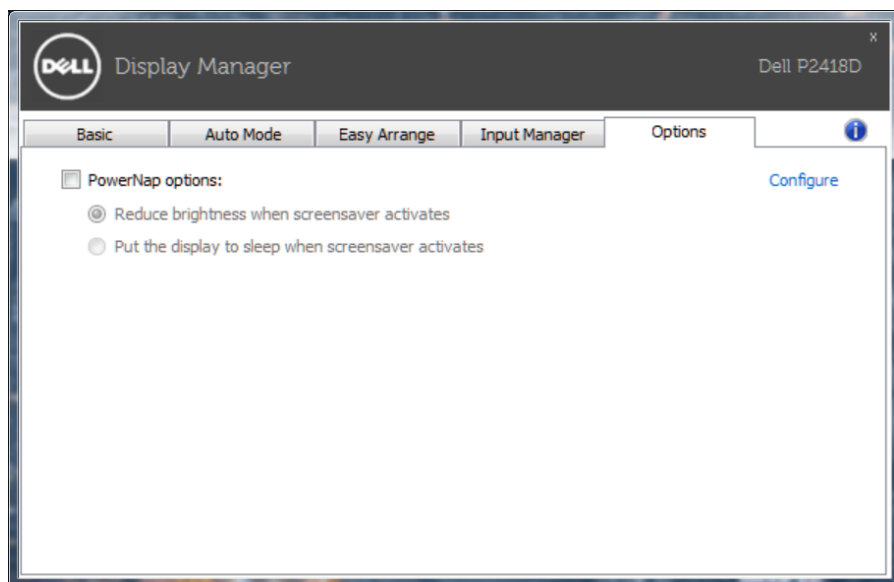 DELL Display Manager
x
Dell P2418D
Basic Auto Mode Easy Arrange Input Manager Options i
PowerNap options: Configure
Reduce brightness when screensaver activates
Put the display to sleep when screensaver activates